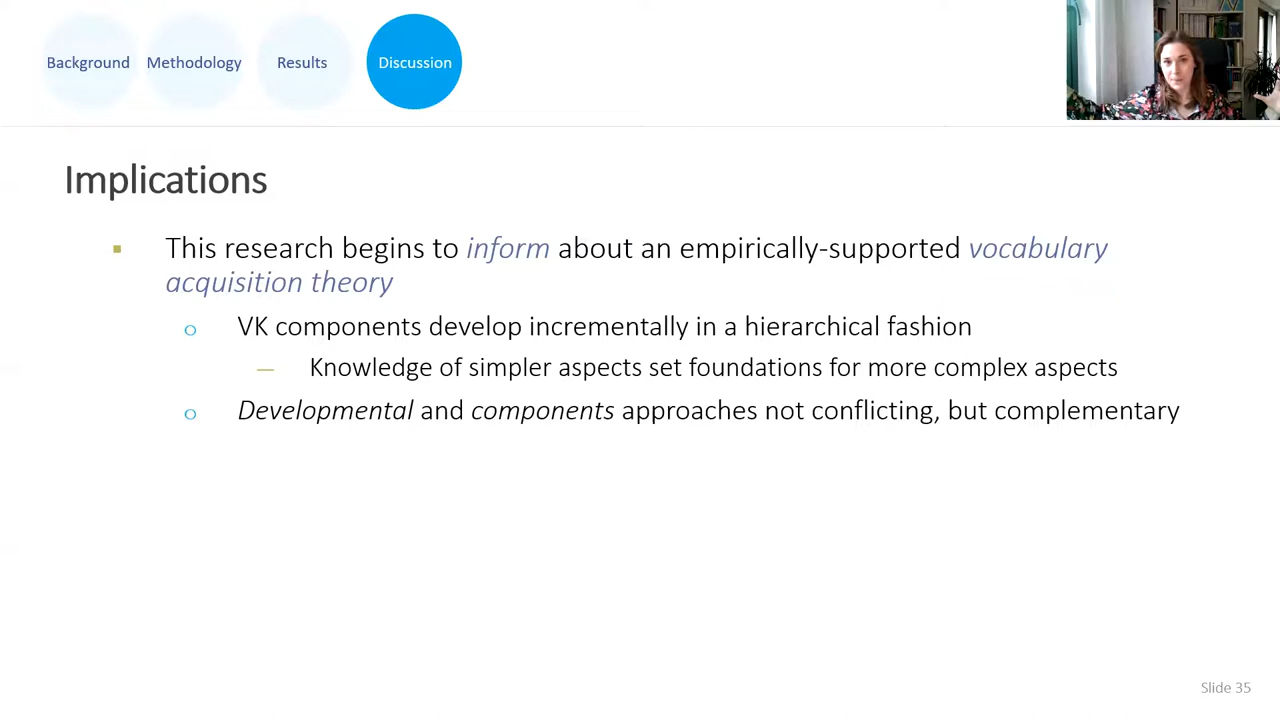 Background Methodology Results Discussion
Implications
▪ This research begins to inform about an empirically-supported vocabulary
acquisition theory
o VK components develop incrementally in a hierarchical fashion
— Knowledge of simpler aspects set foundations for more complex aspects
o Developmental and components approaches not conflicting, but complementary
Slide 35